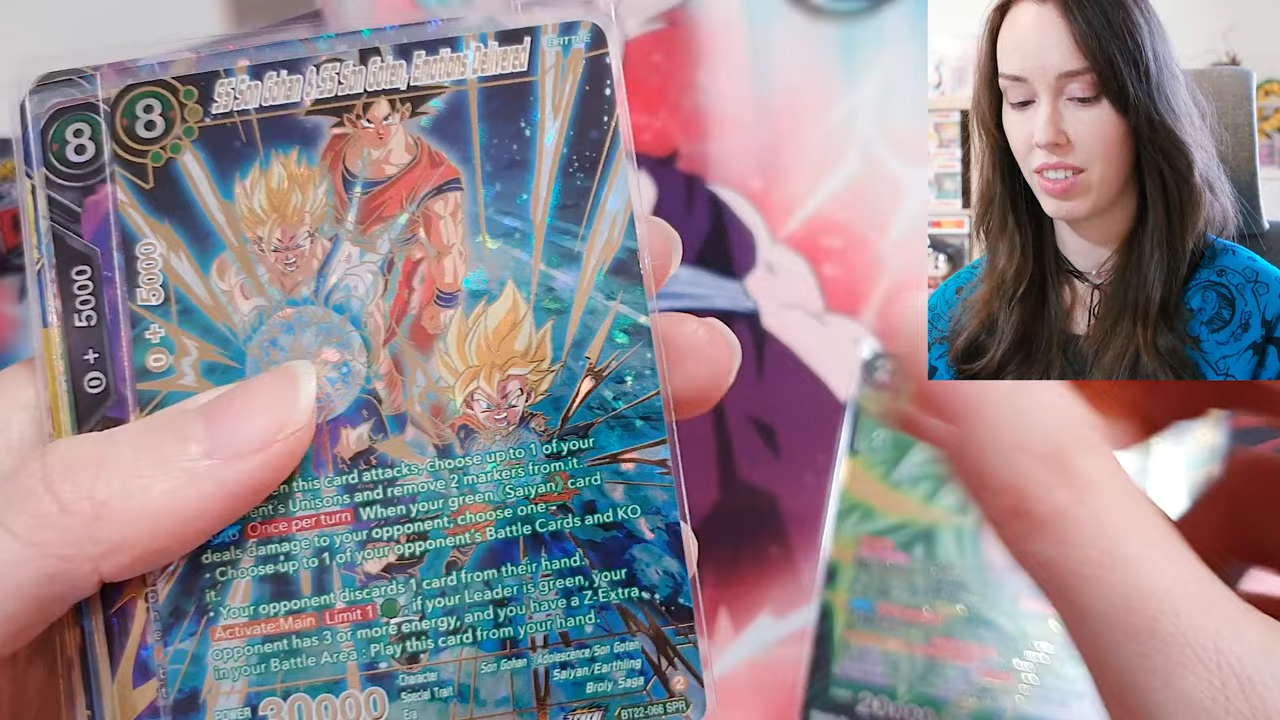 SS Son Gohan & SS Son Goten, Emotions Delivered
BATTLE
8
8
0 + 5000
0 + 5000
en this card attacks, choose up to 1 of your
ent's Unisons and remove 2 markers from it.
Once per turn When your green 《Saiyan》 card
deals damage to your opponent, choose one—
· Choose up to 1 of your opponent's Battle Cards and KO
it.
· Your opponent discards 1 card from their hand.
Activate:Main Limit 1 , if your Leader is green, your
opponent has 3 or more energy, and you have a Z-Extra
in your Battle Area : Play this card from your hand.
Character Son Gohan : Adolescence/Son Goten
Special Trait Saiyan/Earthling
Era Broly Saga
POWER 30000
2
BT22-066 SPR
20000